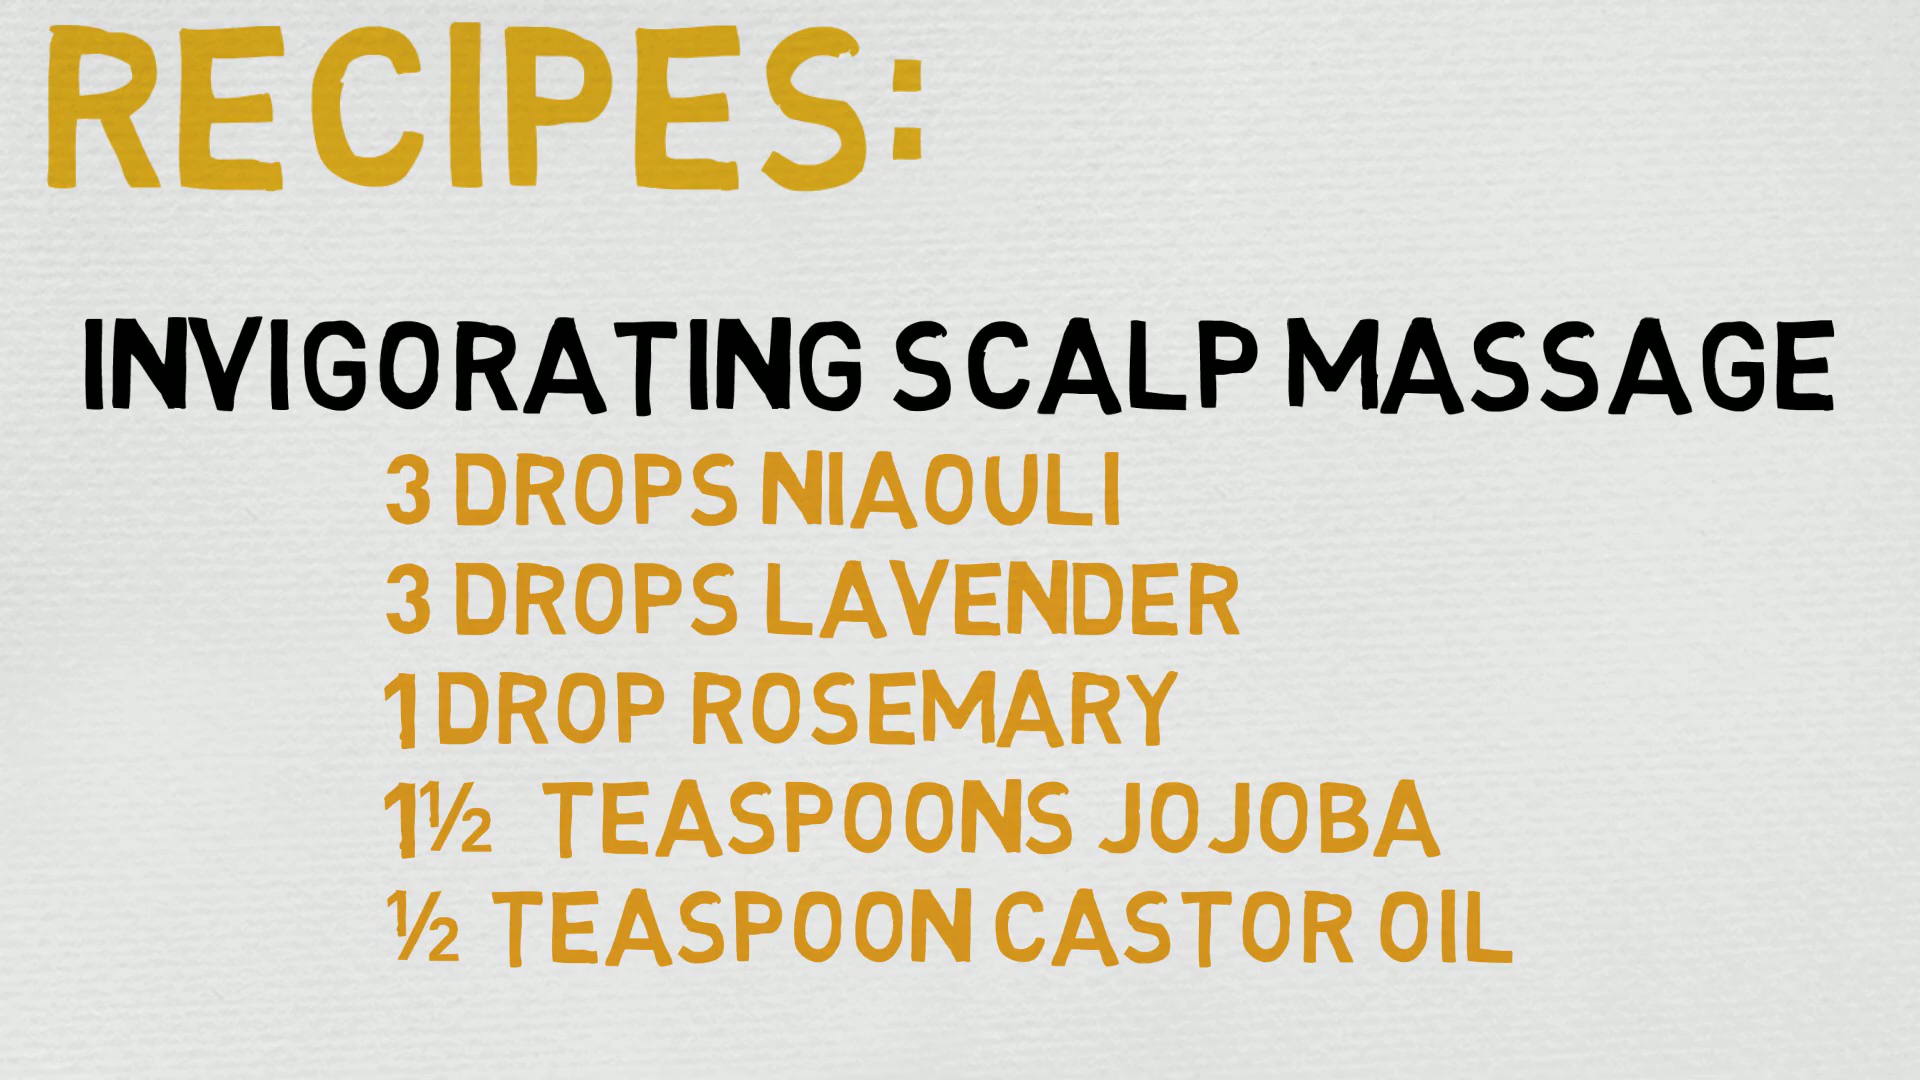 RECIPES:
INVIGORATING SCALP MASSAGE
3 DROPS NIAOULI
3 DROPS LAVENDER
1 DROP ROSEMARY
1½ TEASPOONS JOJOBA
½ TEASPOON CASTOR OIL